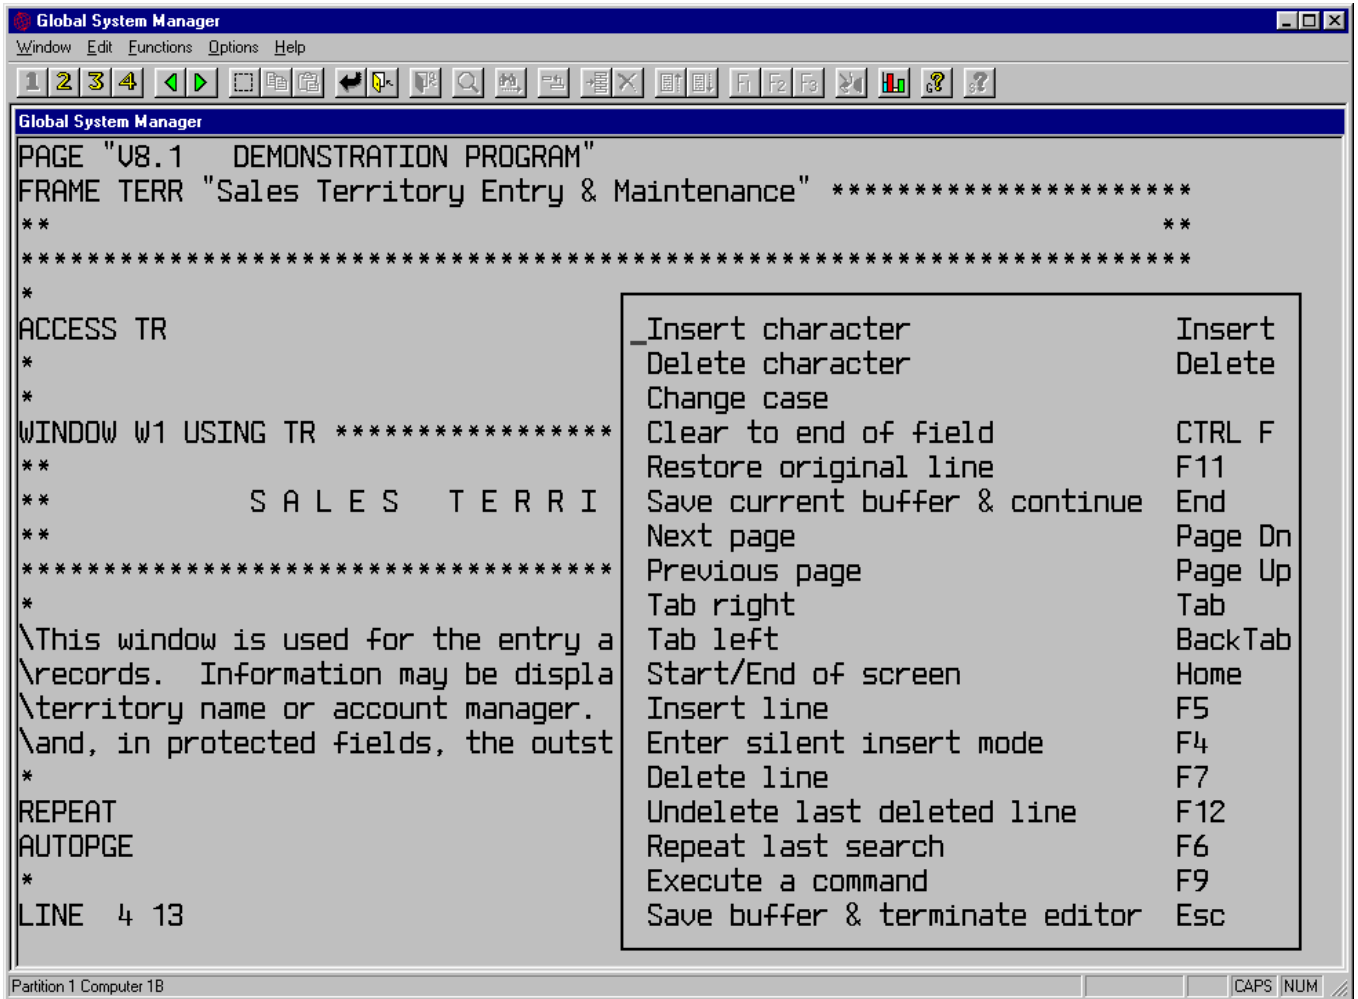 Global System Manager
Window Edit Functions Options Help
1 2 3 4 F1 F2 F3 G? S?
Global System Manager
PAGE "V8.1   DEMONSTRATION PROGRAM"
FRAME TERR "Sales Territory Entry & Maintenance" **********************
** **
************************************************************************
*
ACCESS TR
*
*
WINDOW W1 USING TR *****************
**
** S A L E S   T E R R I
**
************************************
*
\This window is used for the entry a
\records.  Information may be displa
\territory name or account manager.
\and, in protected fields, the outst
*
REPEAT
AUTOPGE
*
LINE  4 13
_Insert character Insert
Delete character Delete
Change case
Clear to end of field CTRL F
Restore original line F11
Save current buffer & continue End
Next page Page Dn
Previous page Page Up
Tab right Tab
Tab left BackTab
Start/End of screen Home
Insert line F5
Enter silent insert mode F4
Delete line F7
Undelete last deleted line F12
Repeat last search F6
Execute a command F9
Save buffer & terminate editor Esc
Partition 1 Computer 1B CAPS NUM